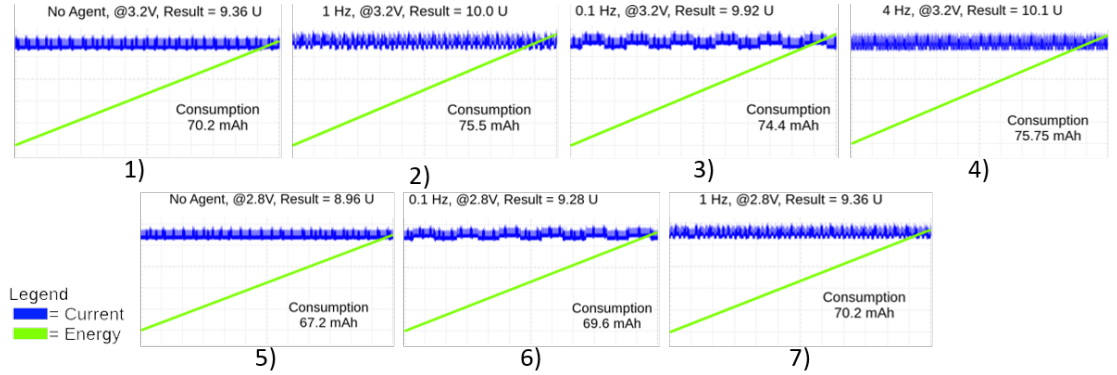 No Agent, @3.2V, Result = 9.36 U
Consumption
70.2 mAh
1)
1 Hz, @3.2V, Result = 10.0 U
Consumption
75.5 mAh
2)
0.1 Hz, @3.2V, Result = 9.92 U
Consumption
74.4 mAh
3)
4 Hz, @3.2V, Result = 10.1 U
Consumption
75.75 mAh
4)
No Agent, @2.8V, Result = 8.96 U
Consumption
67.2 mAh
5)
0.1 Hz, @2.8V, Result = 9.28 U
Consumption
69.6 mAh
6)
1 Hz, @2.8V, Result = 9.36 U
Consumption
70.2 mAh
7)
Legend
= Current
= Energy